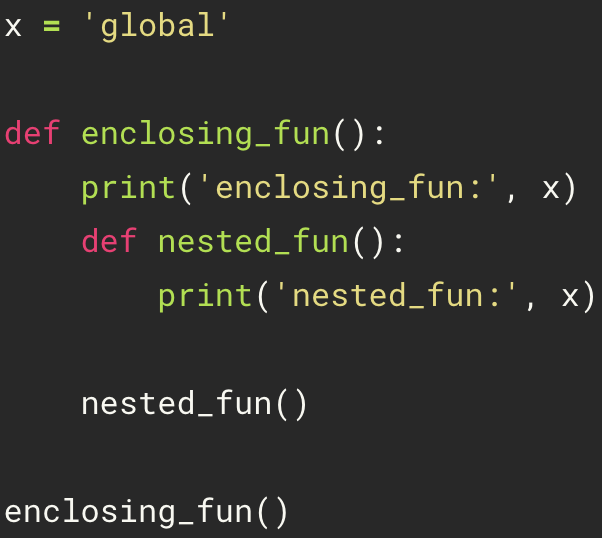 x = 'global'
def enclosing_fun():
    print('enclosing_fun:', x)
    def nested_fun():
        print('nested_fun:', x)
    nested_fun()
enclosing_fun()